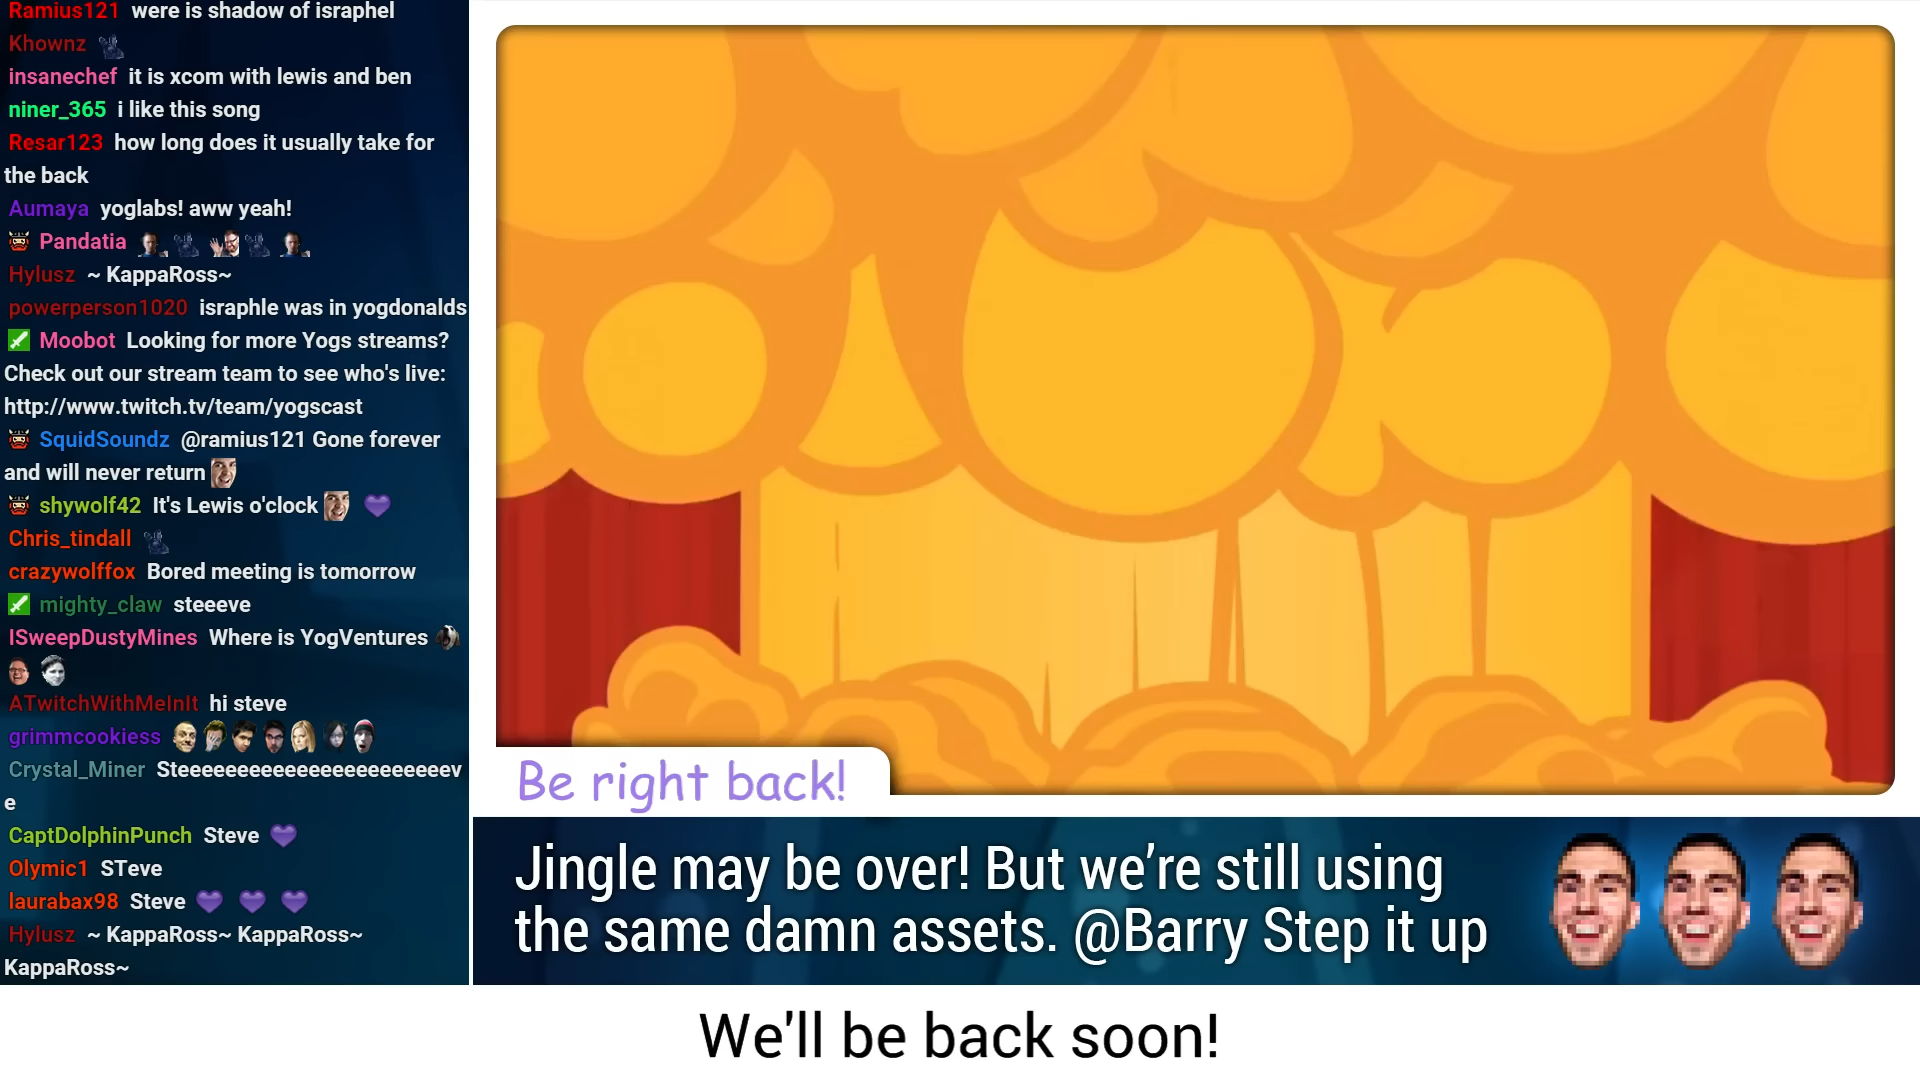 Ramius121 were is shadow of israphel
Khownz
insanechef it is xcom with lewis and ben
niner_365 i like this song
Resar123 how long does it usually take for
the back
Aumaya yoglabs! aww yeah!
Pandatia
Hylusz ~ KappaRoss~
powerperson1020 israphle was in yogdonalds
Moobot Looking for more Yogs streams?
Check out our stream team to see who's live:
http://www.twitch.tv/team/yogscast
SquidSoundz @ramius121 Gone forever
and will never return
shywolf42 It's Lewis o'clock
Chris_tindall
crazywolffox Bored meeting is tomorrow
mighty_claw steeeve
ISweepDustyMines Where is YogVentures
ATwitchWithMeInIt hi steve
grimmcookiess
Crystal_Miner Steeeeeeeeeeeeeeeeeeeeeev
e
CaptDolphinPunch Steve
Olymic1 STeve
laurabax98 Steve
Hylusz ~ KappaRoss~ KappaRoss~
KappaRoss~
Be right back!
Jingle may be over! But we’re still using
the same damn assets. @Barry Step it up
We'll be back soon!